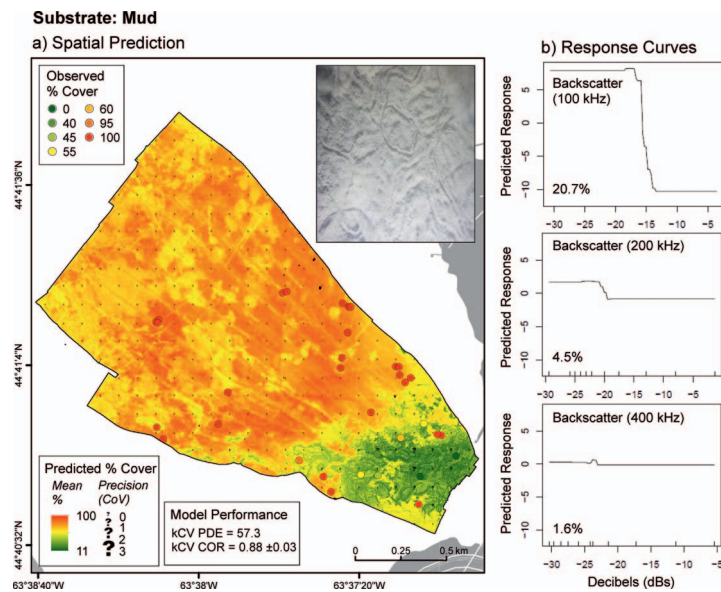 Substrate: Mud
a) Spatial Prediction
Observed
% Cover
0 60
40 95
45 100
55
44°41'36"N
44°41'4"N
44°40'32"N
Predicted % Cover
Mean Precision
% (CoV)
100 ? 0
? 1
? 2
11 ? 3
Model Performance
kCV PDE = 57.3
kCV COR = 0.88 ±0.03
0 0.25 0.5 km
63°38'40"W 63°38'W 63°37'20"W
b) Response Curves
Backscatter
(100 kHz)
20.7%
Predicted Response
5
0
-5
-10
-30 -25 -20 -15 -10 -5
Backscatter (200 kHz)
4.5%
Predicted Response
5
0
-5
-10
-30 -25 -20 -15 -10 -5
Backscatter (400 kHz)
1.6%
Predicted Response
5
0
-5
-10
-30 -25 -20 -15 -10 -5
Decibels (dBs)